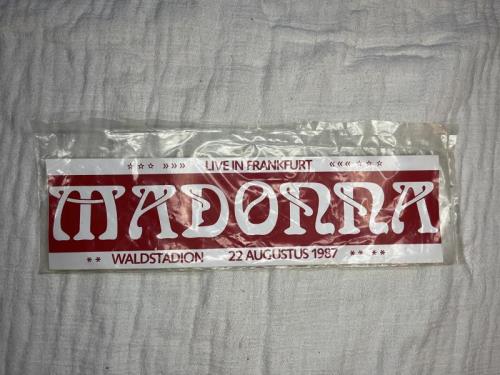 ☆ ☆ ☆ »»» LIVE IN FRANKFURT ««« ☆ ☆ ☆
MADONNA
** WALDSTADION 22 AUGUSTUS 1987 ** **